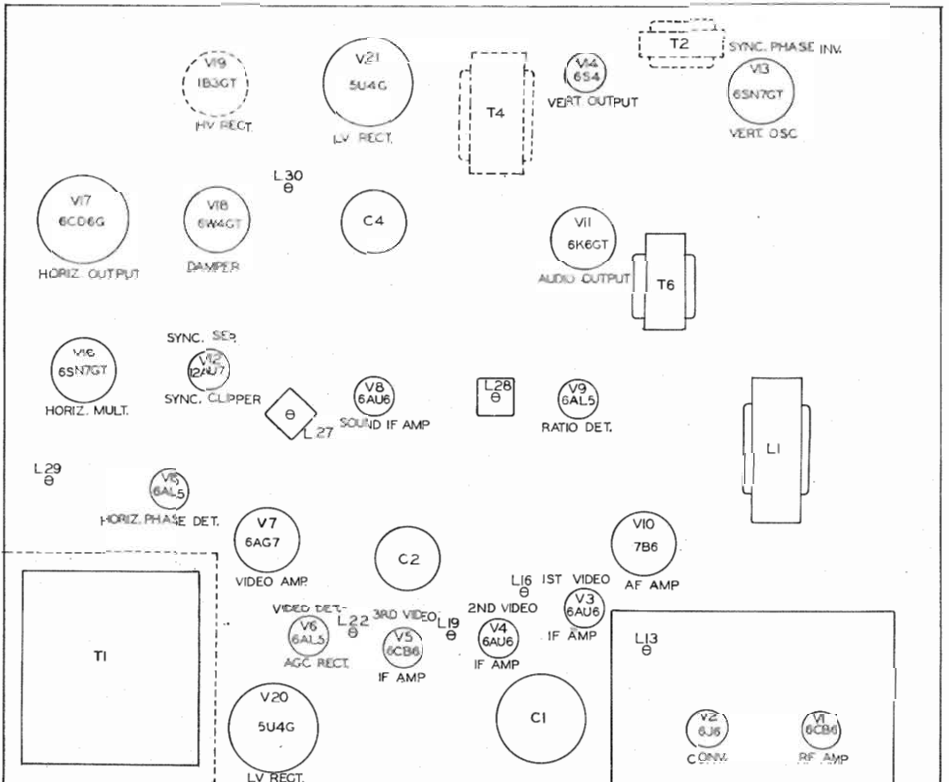 T2
SYNC. PHASE INV.
V19
1B3GT
HV RECT.
V21
5U4G
LV RECT.
T4
V14
6S4
VERT OUTPUT
V13
6SN7GT
VERT. OSC
L30
V17
6CD6G
HORIZ. OUTPUT
V18
6W4GT
DAMPER
C4
V11
6K6GT
AUDIO OUTPUT
T6
V16
6SN7GT
HORIZ. MULT.
SYNC. SEP.
V12
12AU7
SYNC. CLIPPER
L27
V8
6AU6
SOUND IF AMP
L28
V9
6AL5
RATIO DET.
L1
L29
V15
6AL5
HORIZ. PHASE DET.
V7
6AG7
VIDEO AMP.
C2
V10
7B6
AF AMP
T1
VIDEO DET.
V6
6AL5
AGC RECT.
L22
3RD VIDEO
V5
6CB6
IF AMP
L19
2ND VIDEO
V4
6AU6
IF AMP
L16
1ST VIDEO
V3
6AU6
IF AMP
L13
V20
5U4G
LV RECT.
C1
V2
6J6
CONV.
V1
6CB6
RF AMP